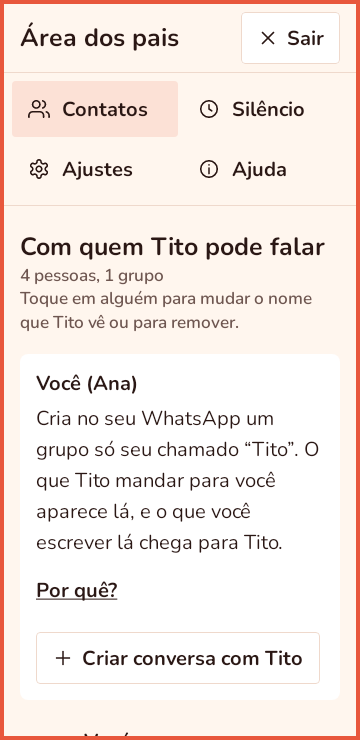 Área dos pais
Sair
Contatos
Silêncio
Ajustes
Ajuda
Com quem Tito pode falar
4 pessoas, 1 grupo
Toque em alguém para mudar o nome
que Tito vê ou para remover.
Você (Ana)
Cria no seu WhatsApp um
grupo só seu chamado “Tito”. O
que Tito mandar para você
aparece lá, e o que você
escrever lá chega para Tito.
Por quê?
Criar conversa com Tito